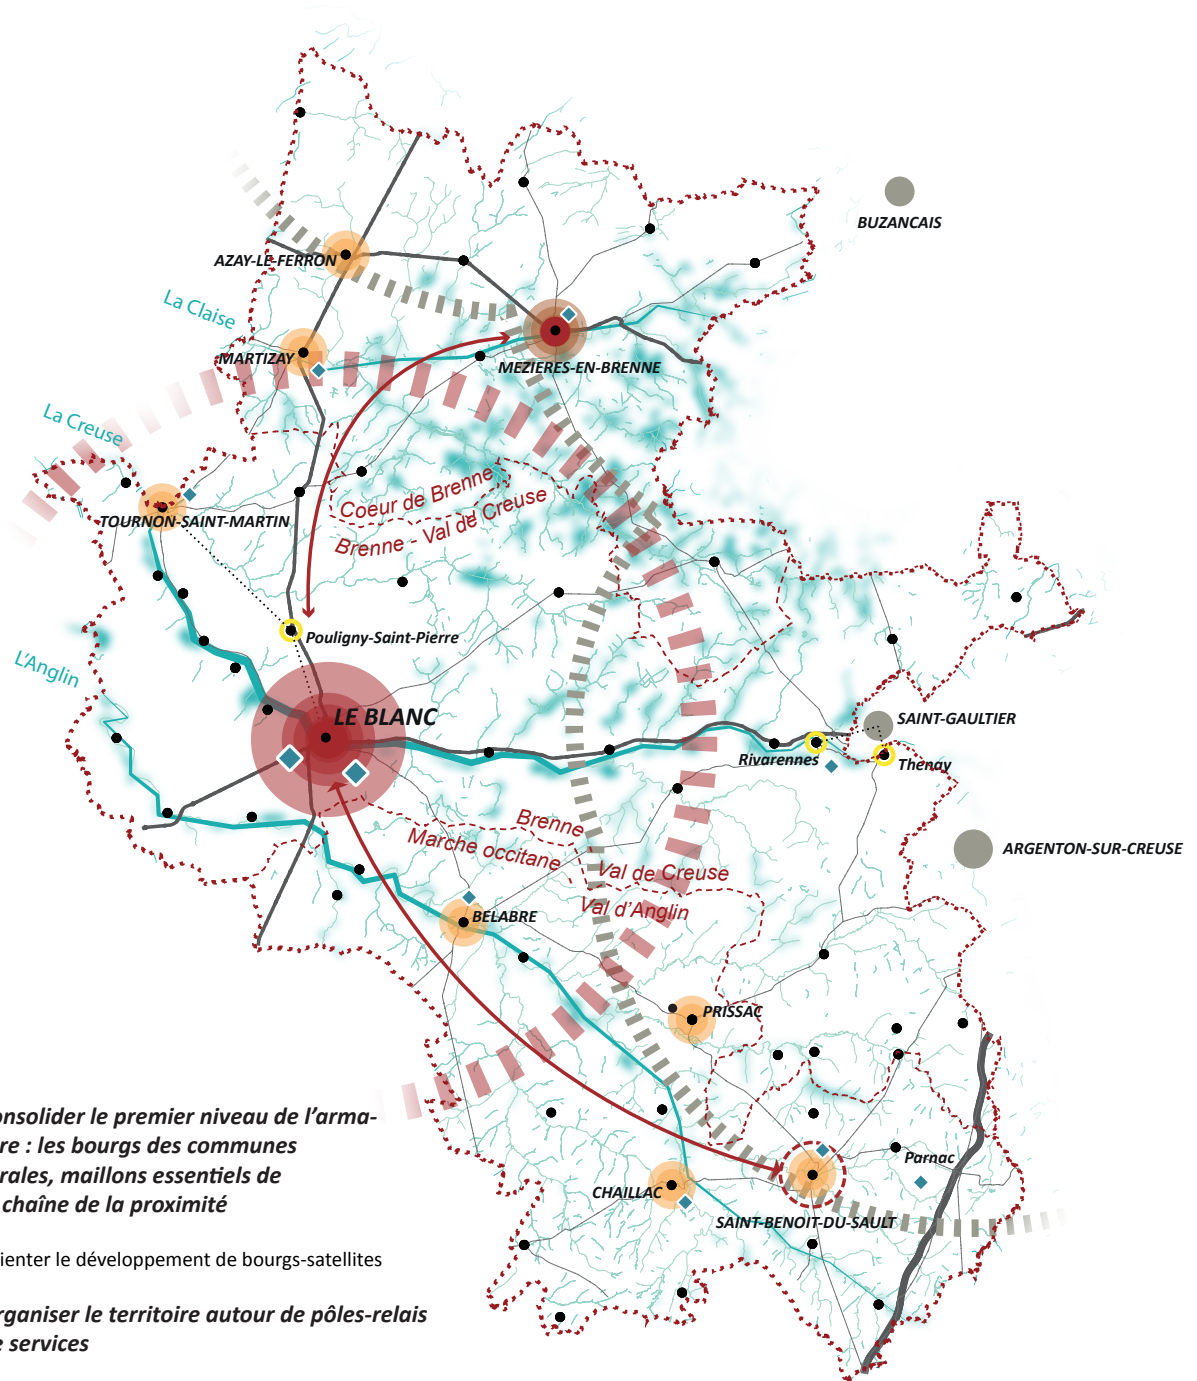 BUZANCAIS
AZAY-LE-FERRON
La Claise
MARTIZAY
MEZIERES-EN-BRENNE
La Creuse
TOURNON-SAINT-MARTIN
Coeur de Brenne
Brenne - Val de Creuse
Pouligny-Saint-Pierre
L'Anglin
LE BLANC
SAINT-GAULTIER
Rivarennes
Thenay
Brenne
Marche occitane
Val de Creuse
Val d'Anglin
ARGENTON-SUR-CREUSE
BELABRE
PRISSAC
Parnac
CHAILLAC
SAINT-BENOIT-DU-SAULT
onsolider le premier niveau de l'arma-
re : les bourgs des communes
rales, maillons essentiels de
chaîne de la proximité
ienter le développement de bourgs-satellites
rganiser le territoire autour de pôles-relais
e services